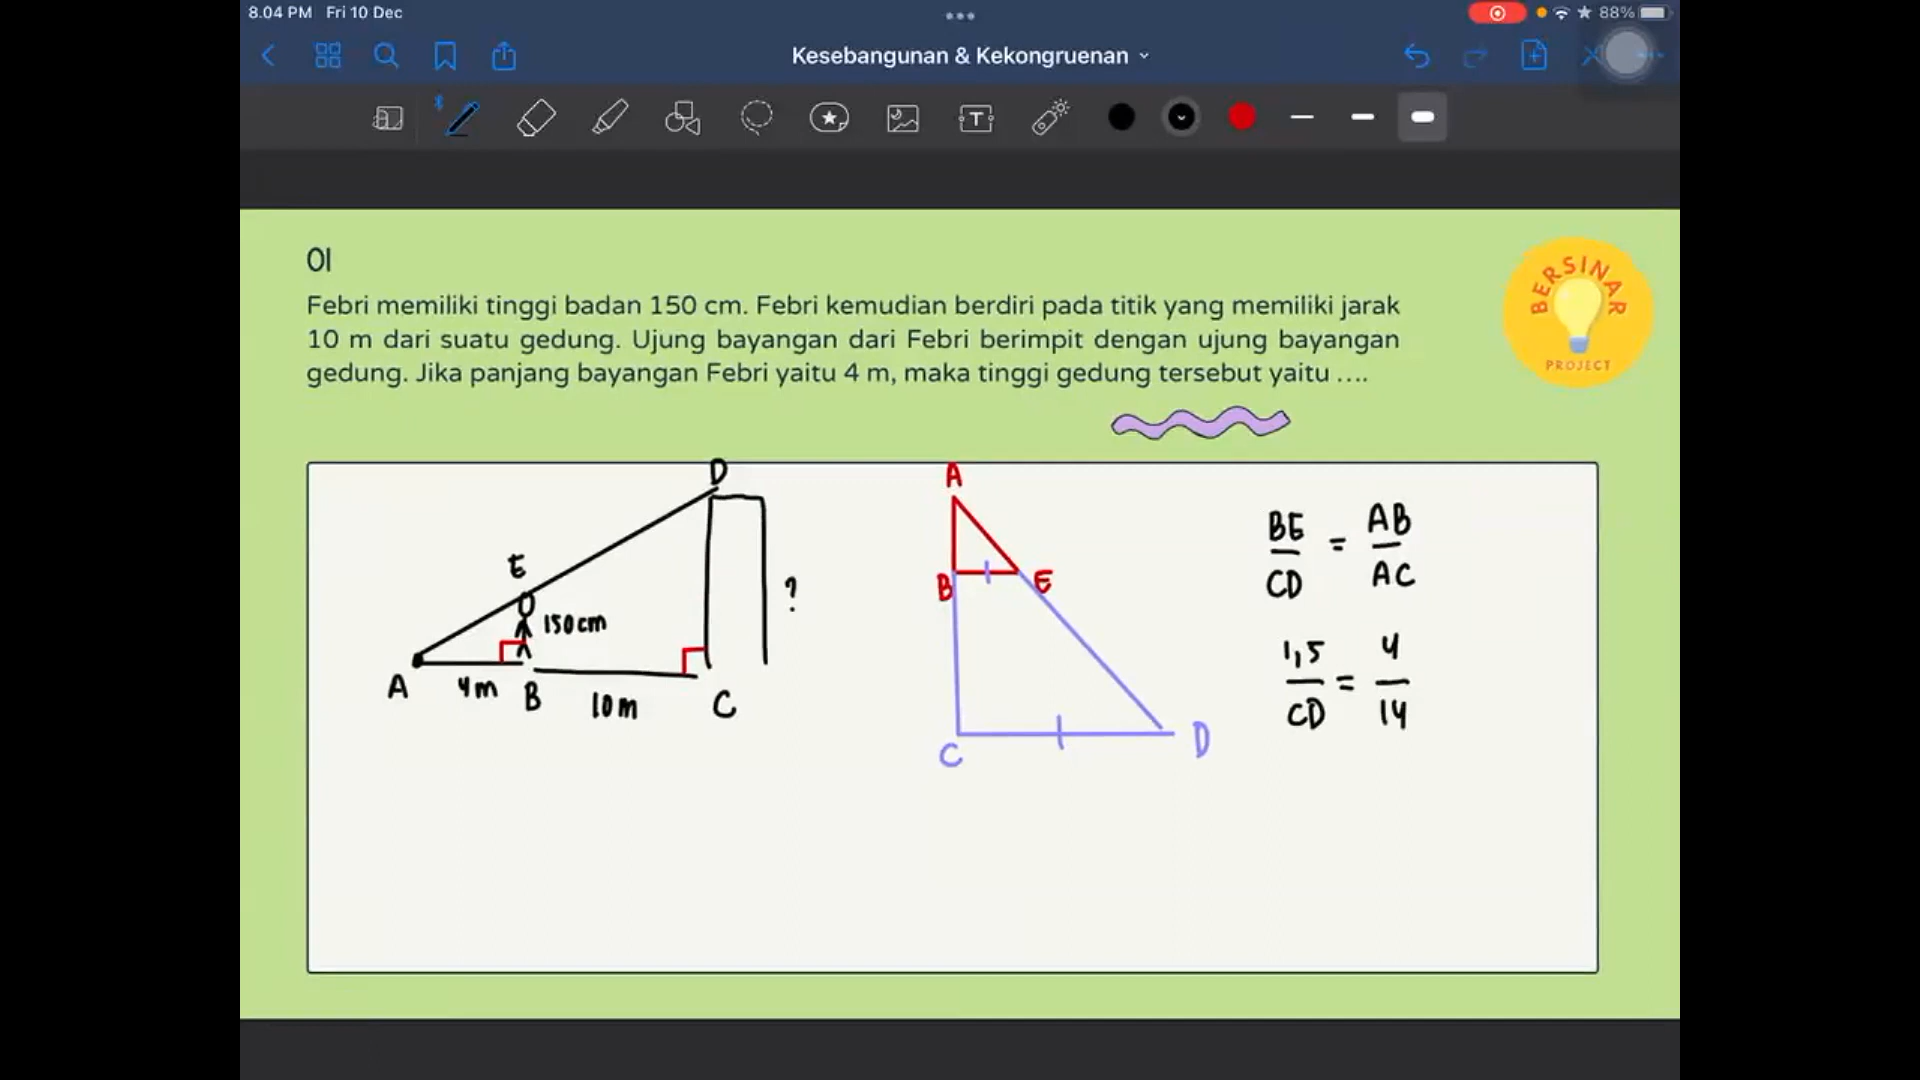 8.04 PM Fri 10 Dec
88%
Kesebangunan & Kekongruenan
T
01
Febri memiliki tinggi badan 150 cm. Febri kemudian berdiri pada titik yang memiliki jarak
10 m dari suatu gedung. Ujung bayangan dari Febri berimpit dengan ujung bayangan
gedung. Jika panjang bayangan Febri yaitu 4 m, maka tinggi gedung tersebut yaitu ....
BERSINAR
PROJECT
D
E
150cm
?
A
4m
B
10m
C
A
B
E
C
D
BE = AB
CD AC
1,5 = 4
CD 14